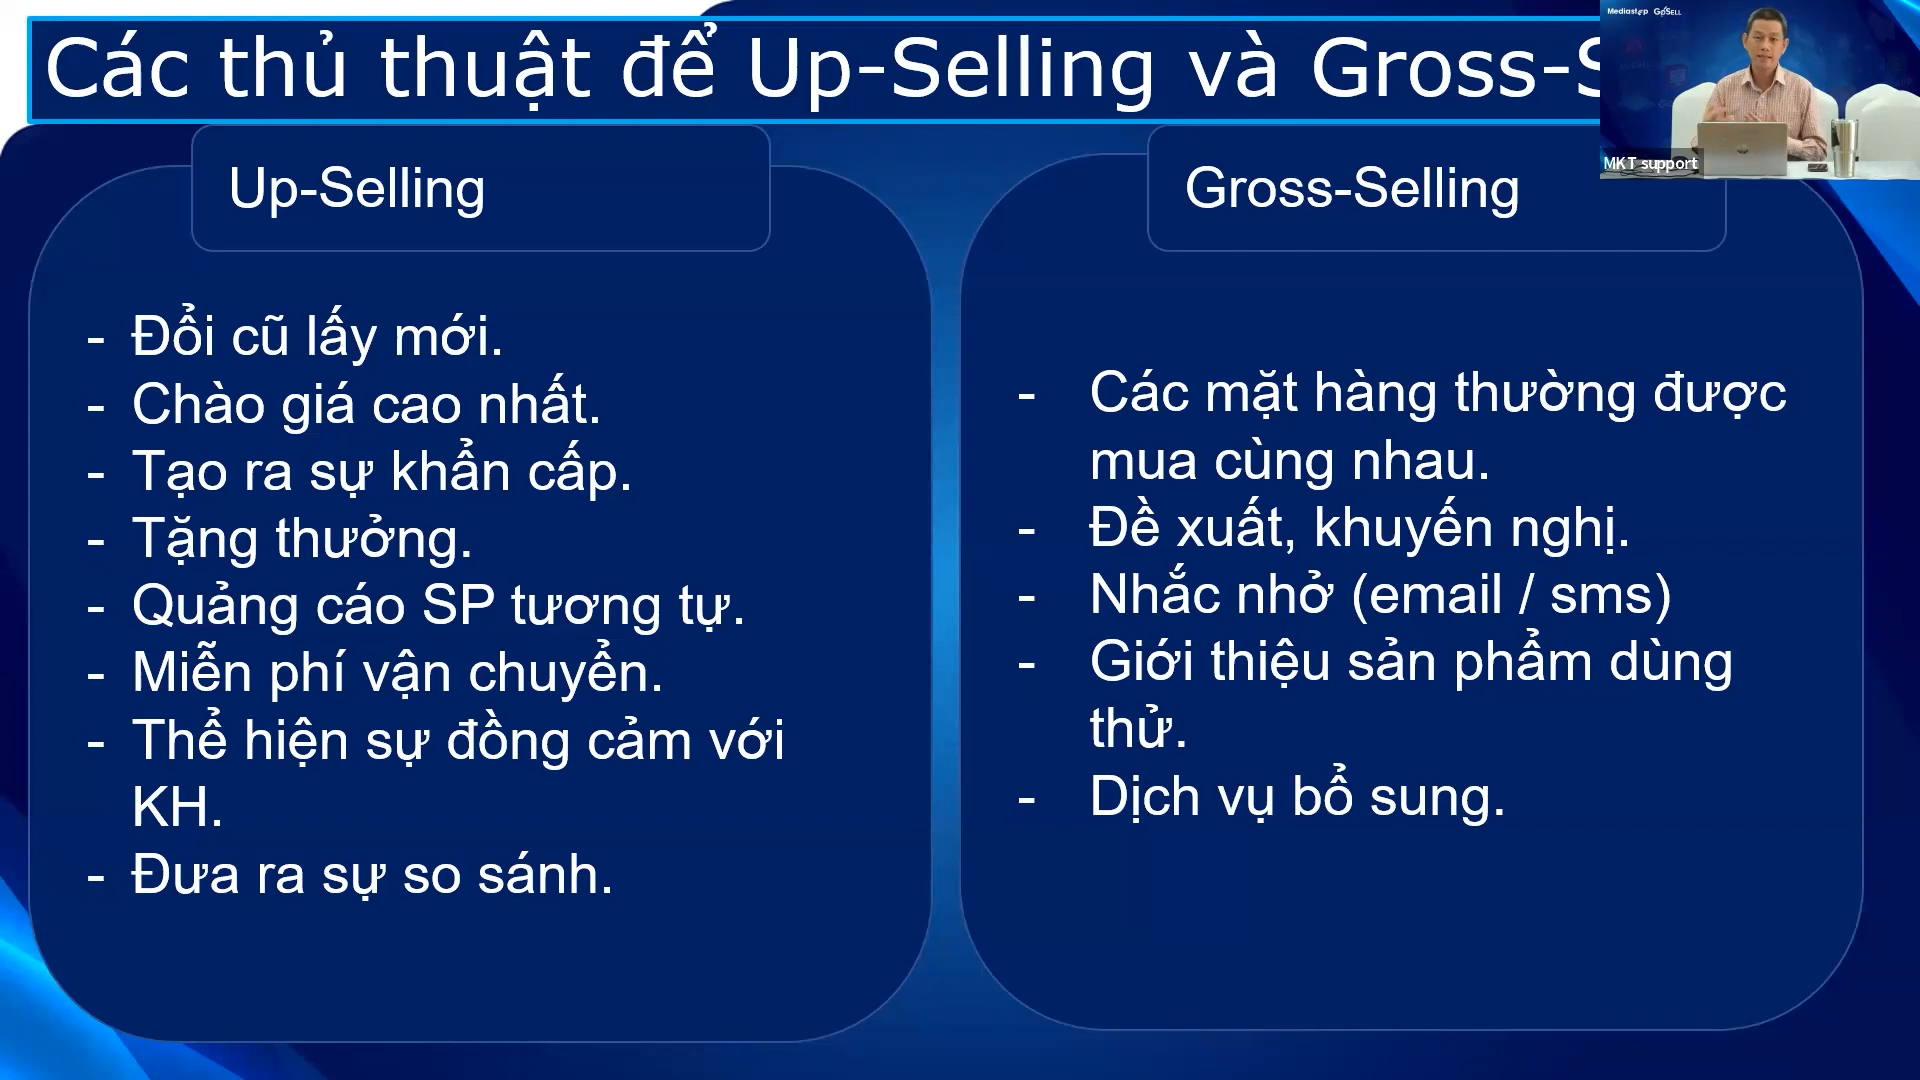 Các thủ thuật để Up-Selling và Gross-S
Mediastep GoSELL
MKT support
Up-Selling
- Đổi cũ lấy mới.
- Chào giá cao nhất.
- Tạo ra sự khẩn cấp.
- Tặng thưởng.
- Quảng cáo SP tương tự.
- Miễn phí vận chuyển.
- Thể hiện sự đồng cảm với
KH.
- Đưa ra sự so sánh.
Gross-Selling
- Các mặt hàng thường được
mua cùng nhau.
- Đề xuất, khuyến nghị.
- Nhắc nhở (email / sms)
- Giới thiệu sản phẩm dùng
thử.
- Dịch vụ bổ sung.